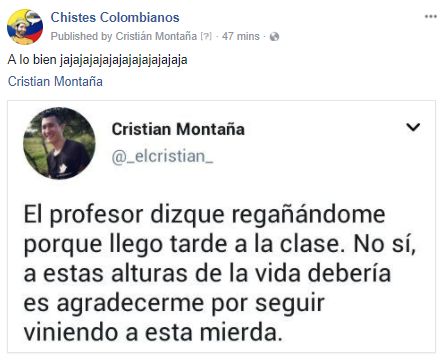 Chistes Colombianos
Published by Cristián Montaña [?] · 47 mins ·
A lo bien jajajajajajajajajajajajaja
Cristian Montaña
Cristian Montaña
@_elcristian_
El profesor dizque regañándome
porque llego tarde a la clase. No sí,
a estas alturas de la vida debería
es agradecerme por seguir
viniendo a esta mierda.